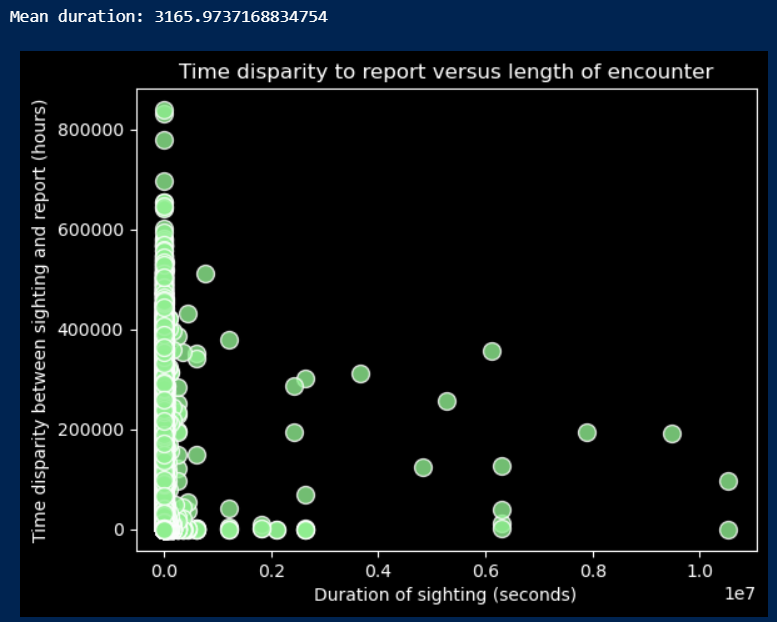 Mean duration: 3165.9737168834754
Time disparity to report versus length of encounter
Time disparity between sighting and report (hours)
800000
600000
400000
200000
0
0.0 0.2 0.4 0.6 0.8 1.0
1e7
Duration of sighting (seconds)